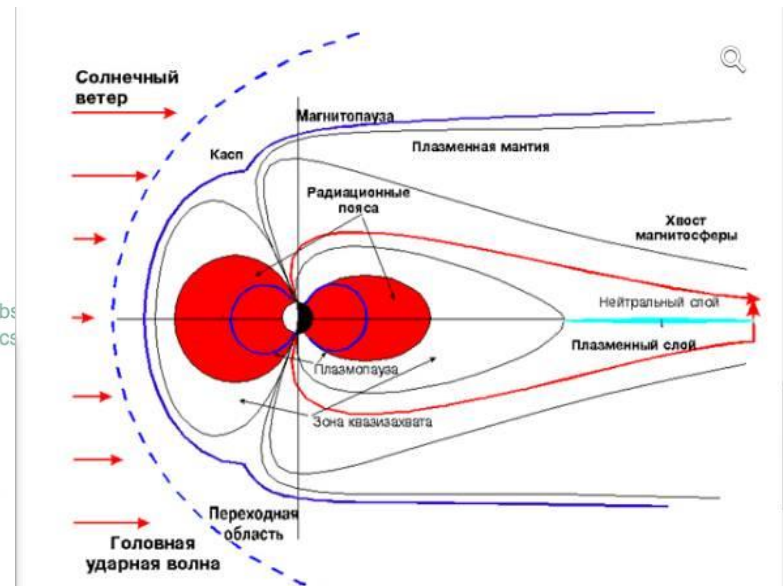 Солнечный
ветер
Магнитопауза
Касп
Плазменная мантия
Радиационные
пояса
Хвост
магнитосферы
Нейтральный слой
Плазменный слой
Плазмопауза
Зона квазизахвата
Переходная
область
Головная
ударная волна